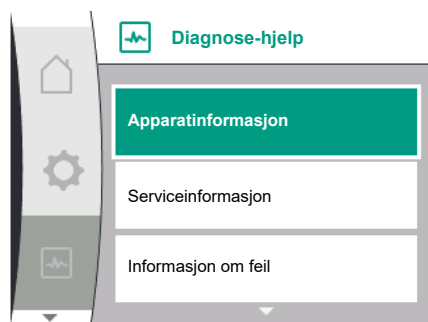 Diagnose-hjelp
Apparatinformasjon
Serviceinformasjon
Informasjon om feil